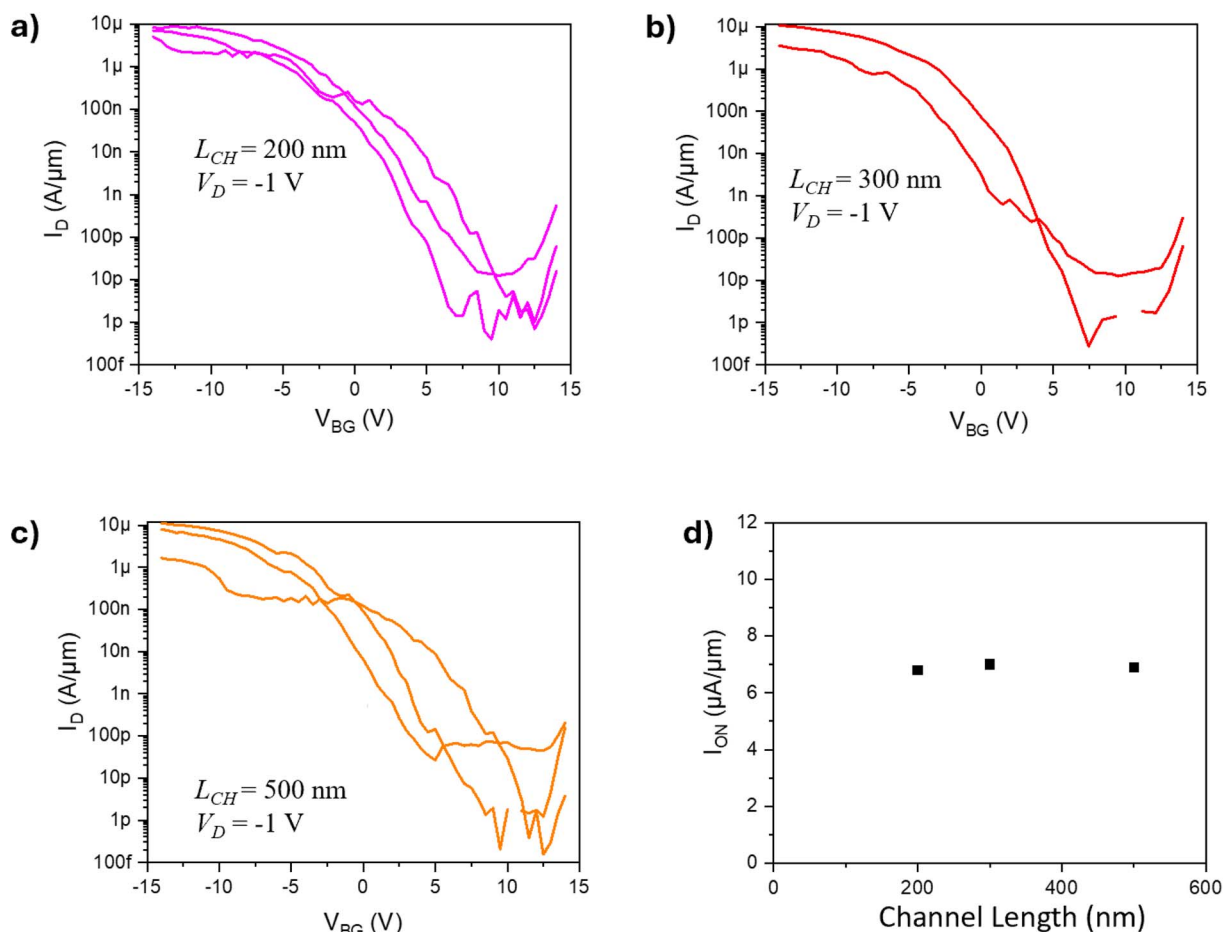 a)
10μ
1μ
100n
10n
1n
100p
10p
1p
100f
I_D (A/μm)
L_CH = 200 nm
V_D = -1 V
-15 -10 -5 0 5 10 15
V_BG (V)
b)
10μ
1μ
100n
10n
1n
100p
10p
1p
100f
I_D (A/μm)
L_CH = 300 nm
V_D = -1 V
-15 -10 -5 0 5 10 15
V_BG (V)
c)
10μ
1μ
100n
10n
1n
100p
10p
1p
100f
I_D (A/μm)
L_CH = 500 nm
V_D = -1 V
-15 -10 -5 0 5 10 15
V_BG (V)
d)
12
10
8
6
4
2
0
I_ON (μA/μm)
0 200 400 600
Channel Length (nm)